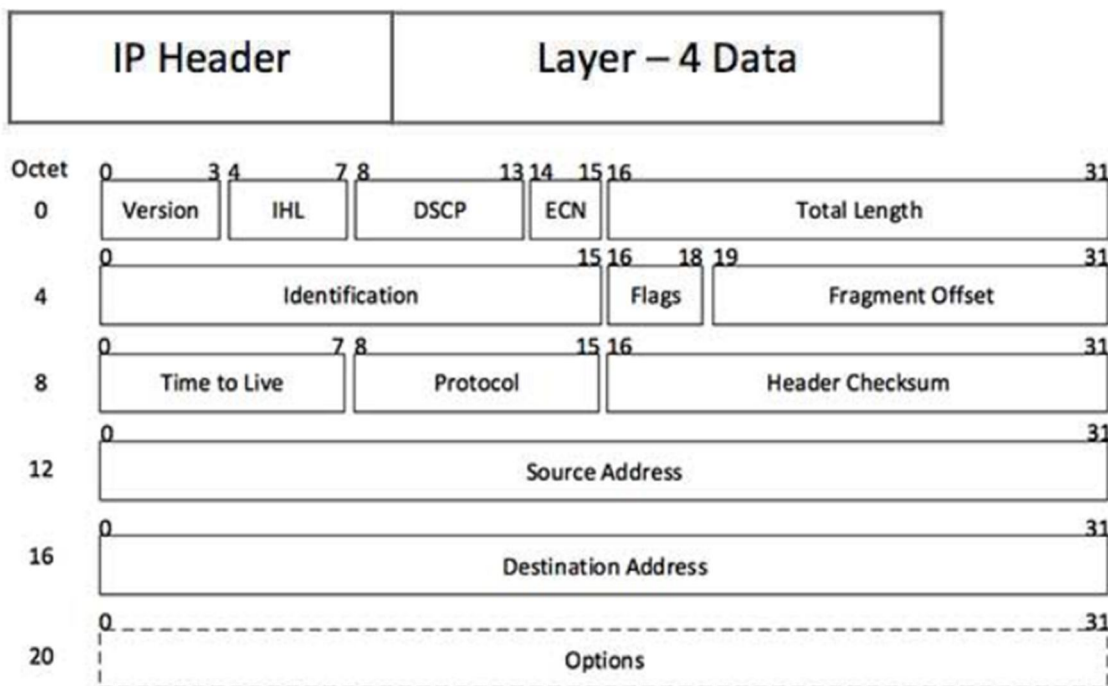 IP Header Layer – 4 Data
Octet 0 3 4 7 8 13 14 15 16 31
0 Version IHL DSCP ECN Total Length
0 15 16 18 19 31
4 Identification Flags Fragment Offset
0 7 8 15 16 31
8 Time to Live Protocol Header Checksum
0 31
12 Source Address
0 31
16 Destination Address
0 31
20 Options